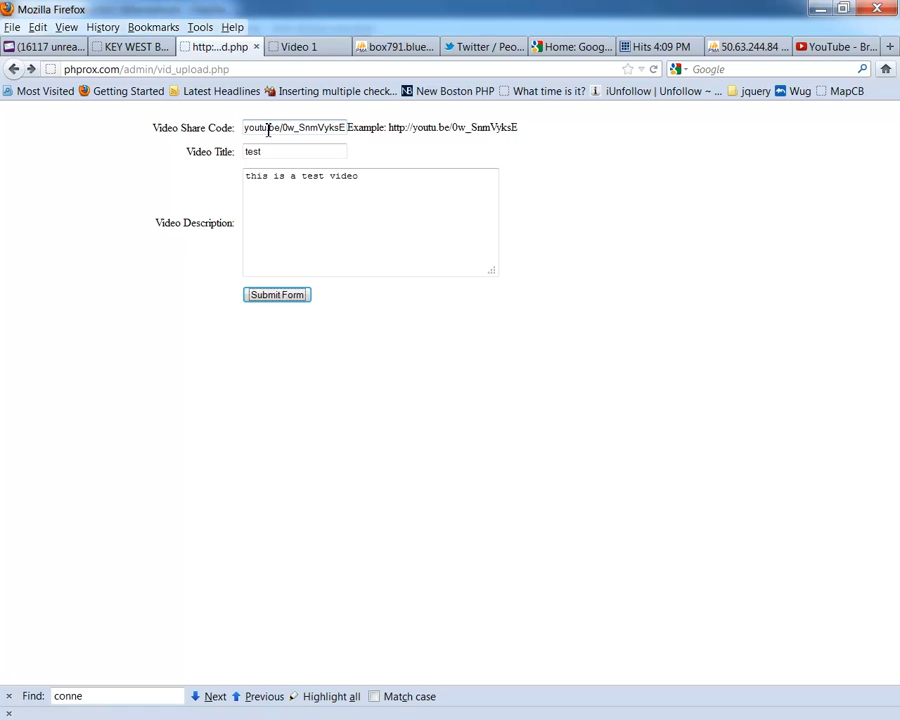 Mozilla Firefox
File Edit View History Bookmarks Tools Help
(16117 unrea... KEY WEST B... http:...d.php × Video 1 box791.blue... Twitter / Peo... Home: Goog... Hits 4:09 PM 50.63.244.84 ... YouTube - Br... +
phprox.com/admin/vid_upload.php Google
Most Visited Getting Started Latest Headlines Inserting multiple check... New Boston PHP What time is it? iUnfollow | Unfollow ~ ... jquery Wug MapCB
Video Share Code: youtu.be/0w_SnmVyksE Example: http://youtu.be/0w_SnmVyksE
Video Title: test
this is a test video
Video Description:
Submit Form
× Find: conne Next Previous Highlight all Match case
×